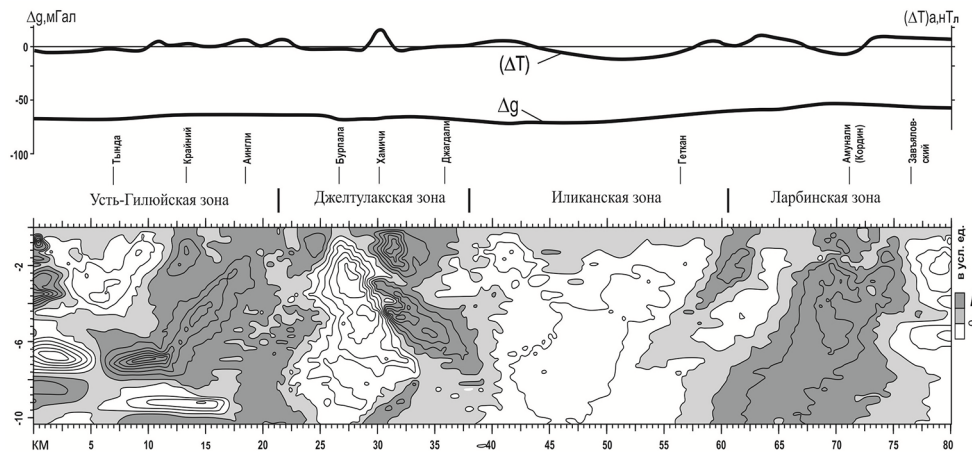 Δg,мГал
(ΔT)а,нТл
0
(ΔT)
-50
Δg
-100
Тында
Крайний
Аингли
Бурпала
Хамичи
Джагдали
Геткан
Амунали
(Кордин)
Завъялов-
ский
Усть-Гилюйская зона
Джелтулакская зона
Иликанская зона
Ларбинская зона
-2
-6
-10
в усл. ед.
КМ 5 10 15 20 25 30 35 40 45 50 55 60 65 70 75 80